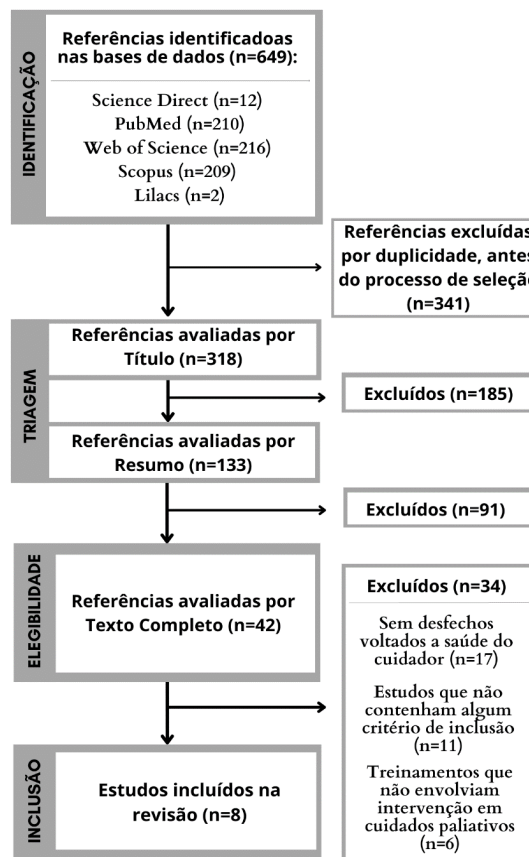 IDENTIFICAÇÃO
Referências identificadoas
nas bases de dados (n=649):
Science Direct (n=12)
PubMed (n=210)
Web of Science (n=216)
Scopus (n=209)
Lilacs (n=2)
Referências excluídas
por duplicidade, antes
do processo de seleção
(n=341)
TRIAGEM
Referências avaliadas por
Título (n=318)
Excluídos (n=185)
Referências avaliadas por
Resumo (n=133)
Excluídos (n=91)
ELEGIBILIDADE
Referências avaliadas por
Texto Completo (n=42)
Excluídos (n=34)
Sem desfechos
voltados a saúde do
cuidador (n=17)
Estudos que não
contenham algum
critério de inclusão
(n=11)
Treinamentos que
não envolviam
intervenção em
cuidados paliativos
(n=6)
INCLUSÃO
Estudos incluídos na
revisão (n=8)